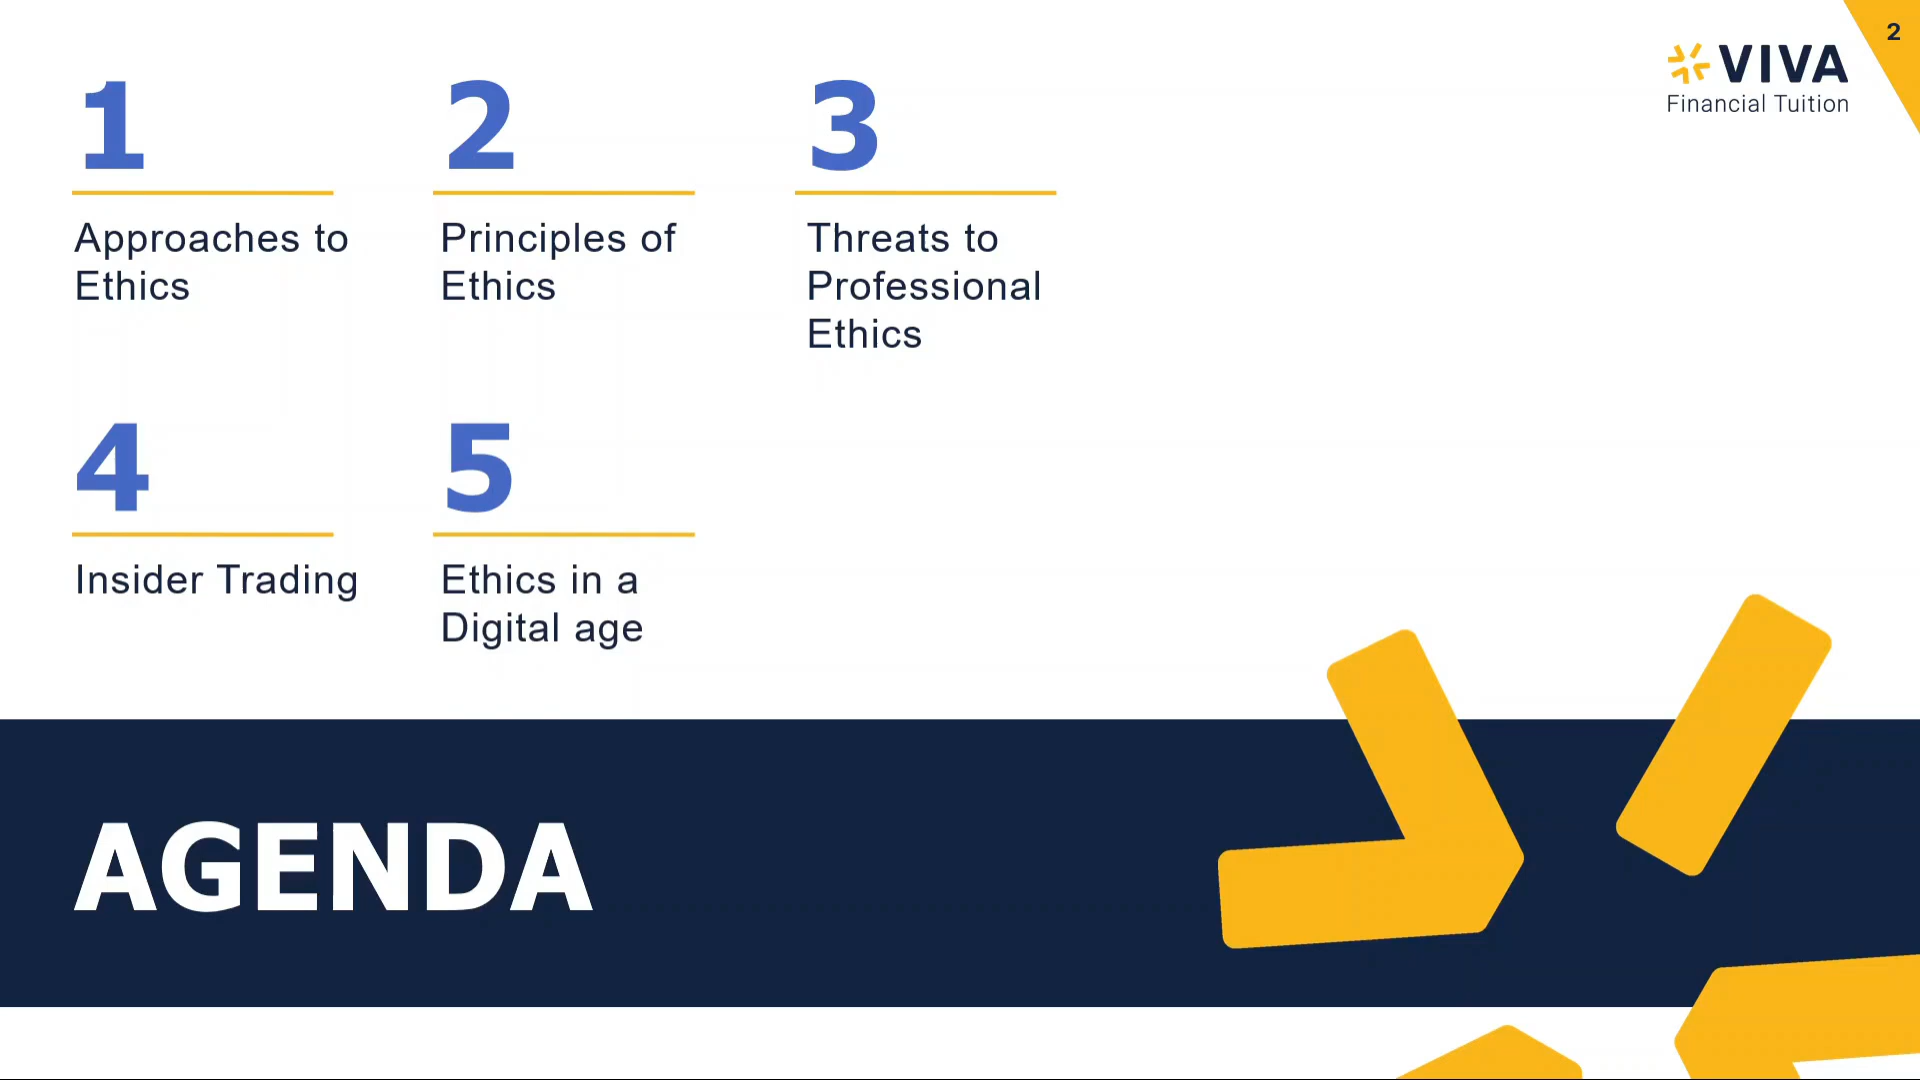 2
VIVA
Financial Tuition
1
Approaches to
Ethics
2
Principles of
Ethics
3
Threats to
Professional
Ethics
4
Insider Trading
5
Ethics in a
Digital age
AGENDA